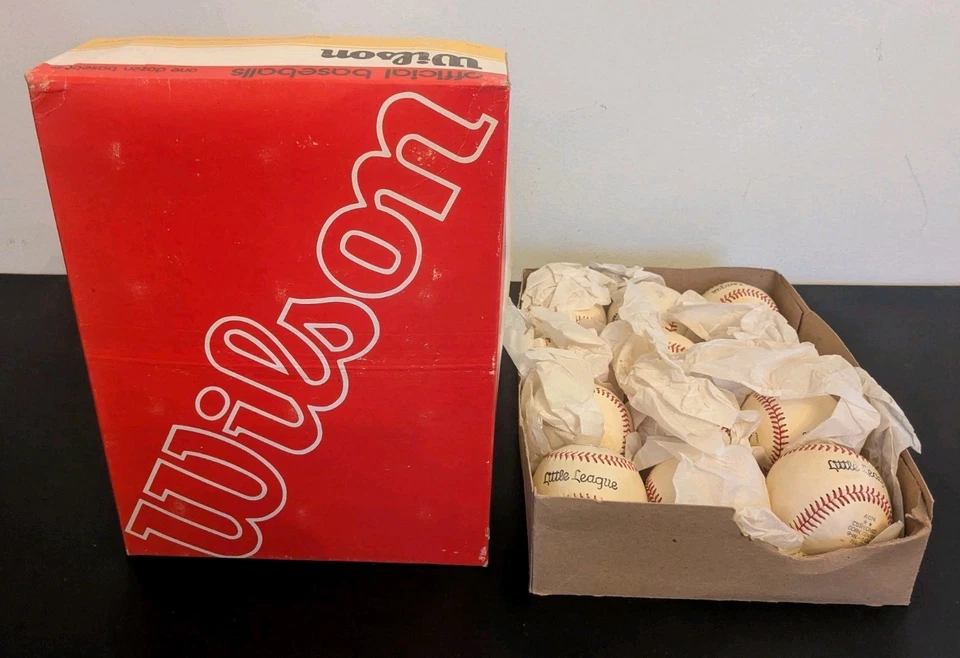 Wilson
official baseballs
one dozen baseballs
Wilson
Little League
Little League